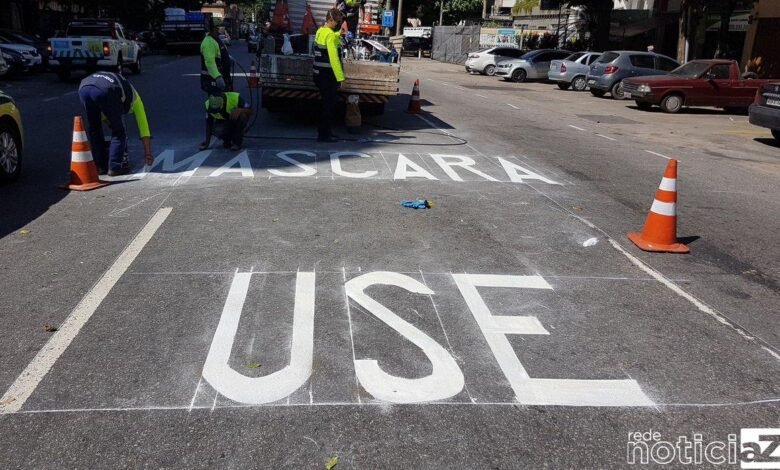 MASCARA
USE
rede
noticiaz